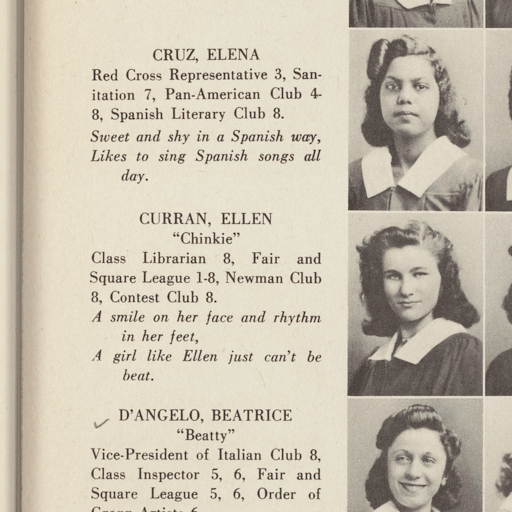 CRUZ, ELENA
Red Cross Representative 3, San-
itation 7, Pan-American Club 4-
8, Spanish Literary Club 8.
Sweet and shy in a Spanish way,
Likes to sing Spanish songs all
day.
CURRAN, ELLEN
“Chinkie”
Class Librarian 8, Fair and
Square League 1-8, Newman Club
8, Contest Club 8.
A smile on her face and rhythm
in her feet,
A girl like Ellen just can't be
beat.
D'ANGELO, BEATRICE
“Beatty”
Vice-President of Italian Club 8,
Class Inspector 5, 6, Fair and
Square League 5, 6, Order of